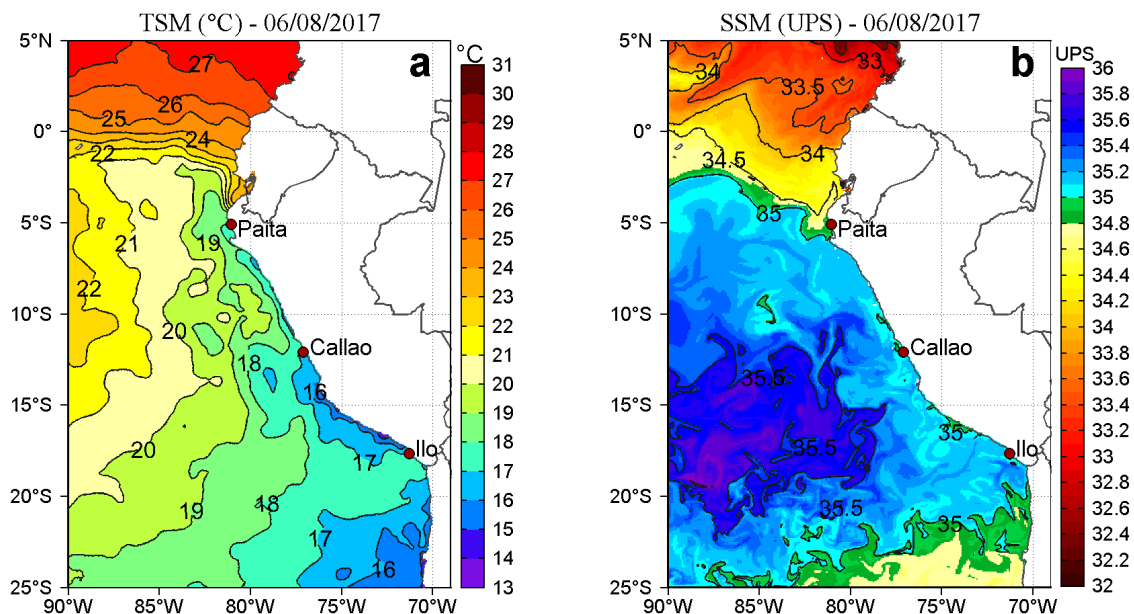 TSM (°C) - 06/08/2017
a
°C
31
30
29
28
27
26
25
24
23
22
21
20
19
18
17
16
15
14
13
5°N
0°
5°S
10°S
15°S
20°S
25°S
90°W
85°W
80°W
75°W
70°W
27
26
25
24
22
21
19
22
20
18
16
20
17
18
19
17
16
Paita
Callao
Ilo
SSM (UPS) - 06/08/2017
b
UPS
36
35.8
35.6
35.4
35.2
35
34.8
34.6
34.4
34.2
34
33.8
33.6
33.4
33.2
33
32.8
32.6
32.4
32.2
32
5°N
0°
5°S
10°S
15°S
20°S
25°S
90°W
85°W
80°W
75°W
70°W
33
34
33.5
34
34.5
35
35.5
35
35.5
35.5
35
Paita
Callao
Ilo